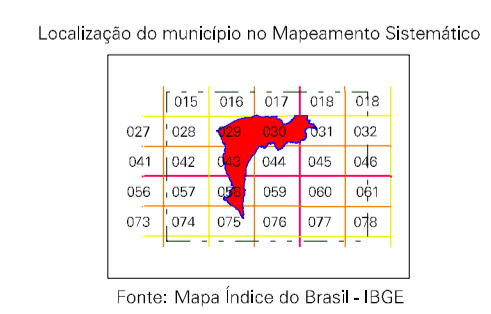 Localização do município no Mapeamento Sistemático
015 016 017 018 018
027 028 029 030 031 032
041 042 043 044 045 046
056 057 058 059 060 061
073 074 075 076 077 078
Fonte: Mapa Índice do Brasil - IBGE